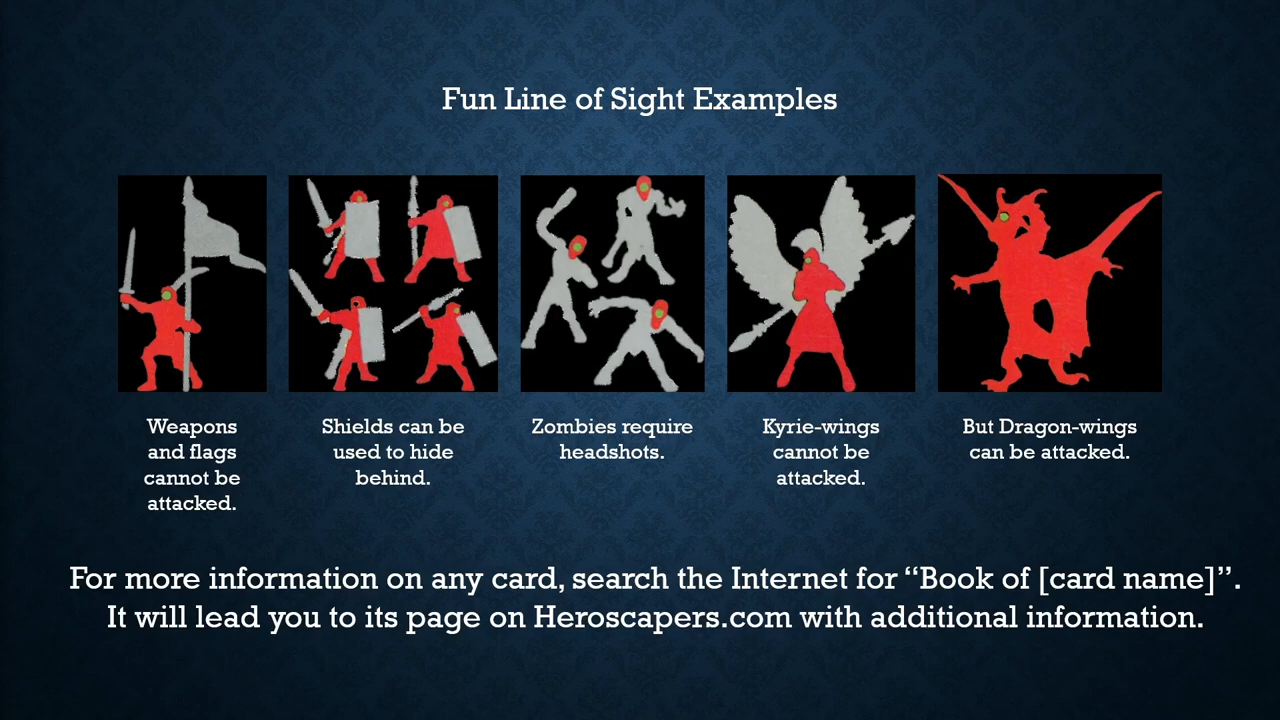 Fun Line of Sight Examples
Weapons
and flags
cannot be
attacked.
Shields can be
used to hide
behind.
Zombies require
headshots.
Kyrie-wings
cannot be
attacked.
But Dragon-wings
can be attacked.
For more information on any card, search the Internet for “Book of [card name]”.
It will lead you to its page on Heroscapers.com with additional information.